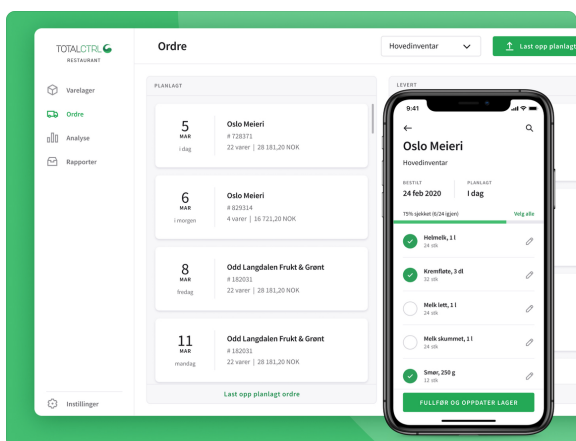 TOTALCTRL
RESTAURANT
Varelager
Ordre
Analyse
Rapporter
Instillinger
Ordre
Hovedinventar
Last opp planlagt
PLANLAGT
5
MAR
i dag
Oslo Meieri
# 728371
22 varer | 28 181,20 NOK
6
MAR
i morgen
Oslo Meieri
# 829314
4 varer | 16 721,20 NOK
8
MAR
fredag
Odd Langdalen Frukt & Grønt
# 182031
22 varer | 28 181,20 NOK
11
MAR
mandag
Odd Langdalen Frukt & Grønt
# 182031
22 varer | 28 181,20 NOK
Last opp planlagt ordre
LEVERT
9:41
Oslo Meieri
Hovedinventar
BESTILT PLANLAGT
24 feb 2020 I dag
75% sjekket (6/24 igjen) Velg alle
Helmelk, 1 l
24 stk
Kremfløte, 3 dl
32 stk
Melk lett, 1 l
24 stk
Melk skummet, 1 l
24 stk
Smør, 250 g
12 stk
FULLFØR OG OPPDATER LAGER